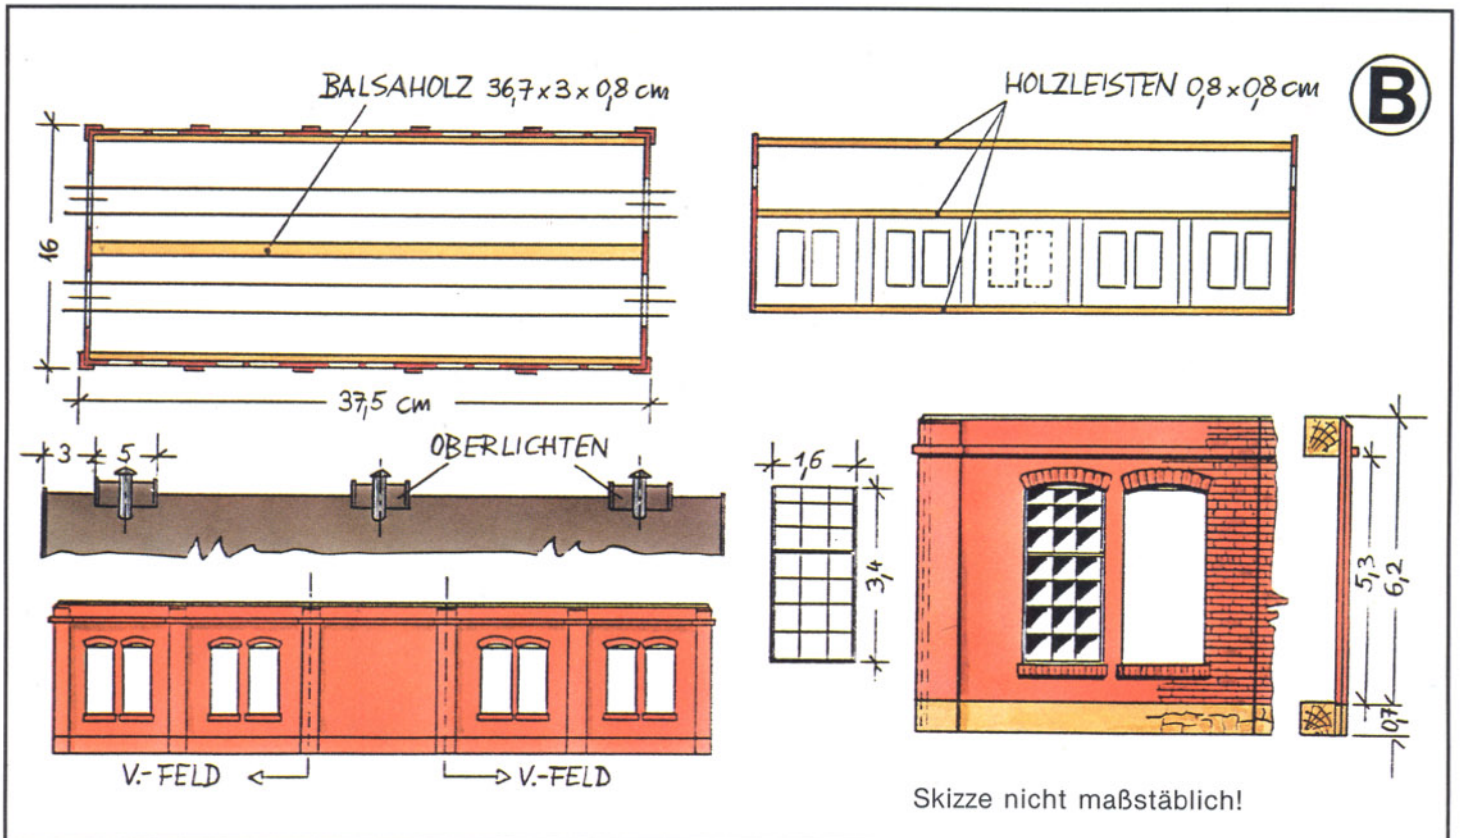 BALSAHOLZ 36,7 x 3 x 0,8 cm
HOLZLEISTEN 0,8 x 0,8 cm
B
16
37,5 cm
3
5
OBERLICHTEN
1,6
3,4
5,3
6,2
0,7
V.-FELD
V.-FELD
Skizze nicht maßstäblich!